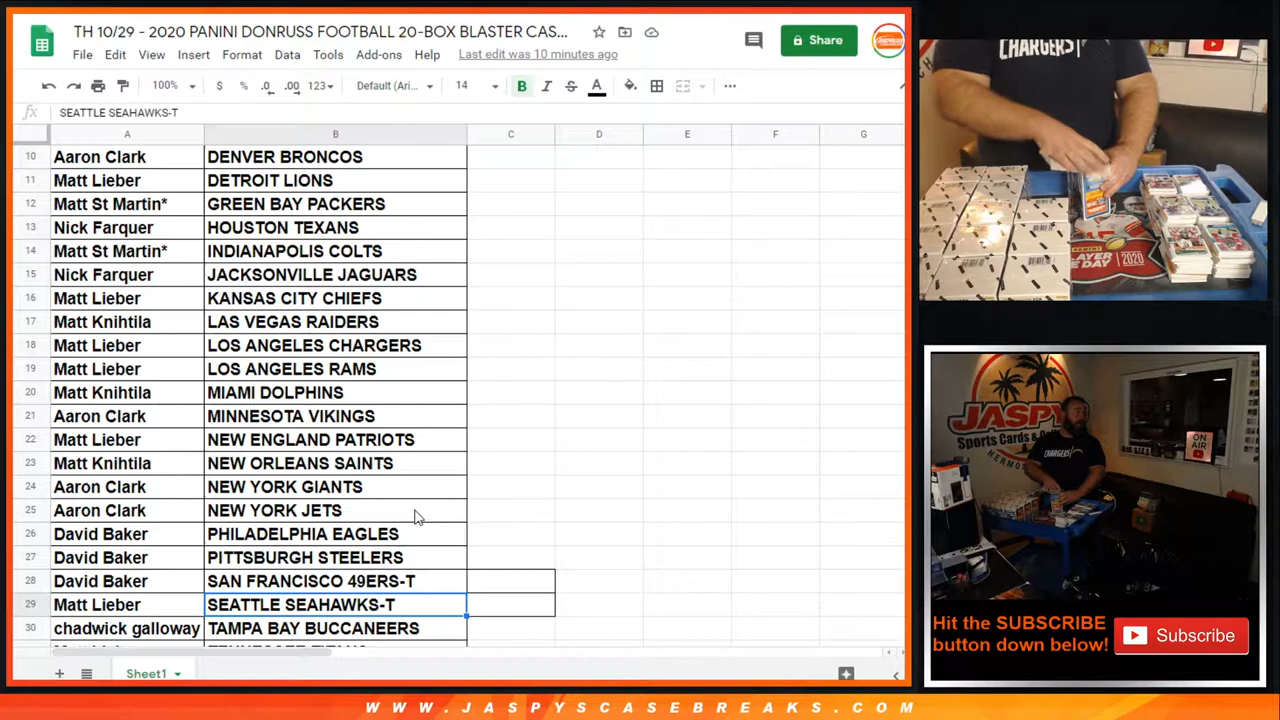 TH 10/29 - 2020 PANINI DONRUSS FOOTBALL 20-BOX BLASTER CAS...
Share
File Edit View Insert Format Data Tools Add-ons Help Last edit was 10 minutes ago
100% $ % .0 .00 123 Default (Ari... 14 B I S A
fx SEATTLE SEAHAWKS-T
A B C D E F G
10 Aaron Clark DENVER BRONCOS
11 Matt Lieber DETROIT LIONS
12 Matt St Martin* GREEN BAY PACKERS
13 Nick Farquer HOUSTON TEXANS
14 Matt St Martin* INDIANAPOLIS COLTS
15 Nick Farquer JACKSONVILLE JAGUARS
16 Matt Lieber KANSAS CITY CHIEFS
17 Matt Knihtila LAS VEGAS RAIDERS
18 Matt Lieber LOS ANGELES CHARGERS
19 Matt Lieber LOS ANGELES RAMS
20 Matt Knihtila MIAMI DOLPHINS
21 Aaron Clark MINNESOTA VIKINGS
22 Matt Lieber NEW ENGLAND PATRIOTS
23 Matt Knihtila NEW ORLEANS SAINTS
24 Aaron Clark NEW YORK GIANTS
25 Aaron Clark NEW YORK JETS
26 David Baker PHILADELPHIA EAGLES
27 David Baker PITTSBURGH STEELERS
28 David Baker SAN FRANCISCO 49ERS-T
29 Matt Lieber SEATTLE SEAHAWKS-T
30 chadwick galloway TAMPA BAY BUCCANEERS
Sheet1
CHARGERS
PANINI
PLAYER
DAY 2020
JASPY
Sports Cards &
HERMO
CHARGERS
ON
AIR
Hit the SUBSCRIBE
button down below!
Subscribe
WWW.JASPYSCASEBREAKS.COM